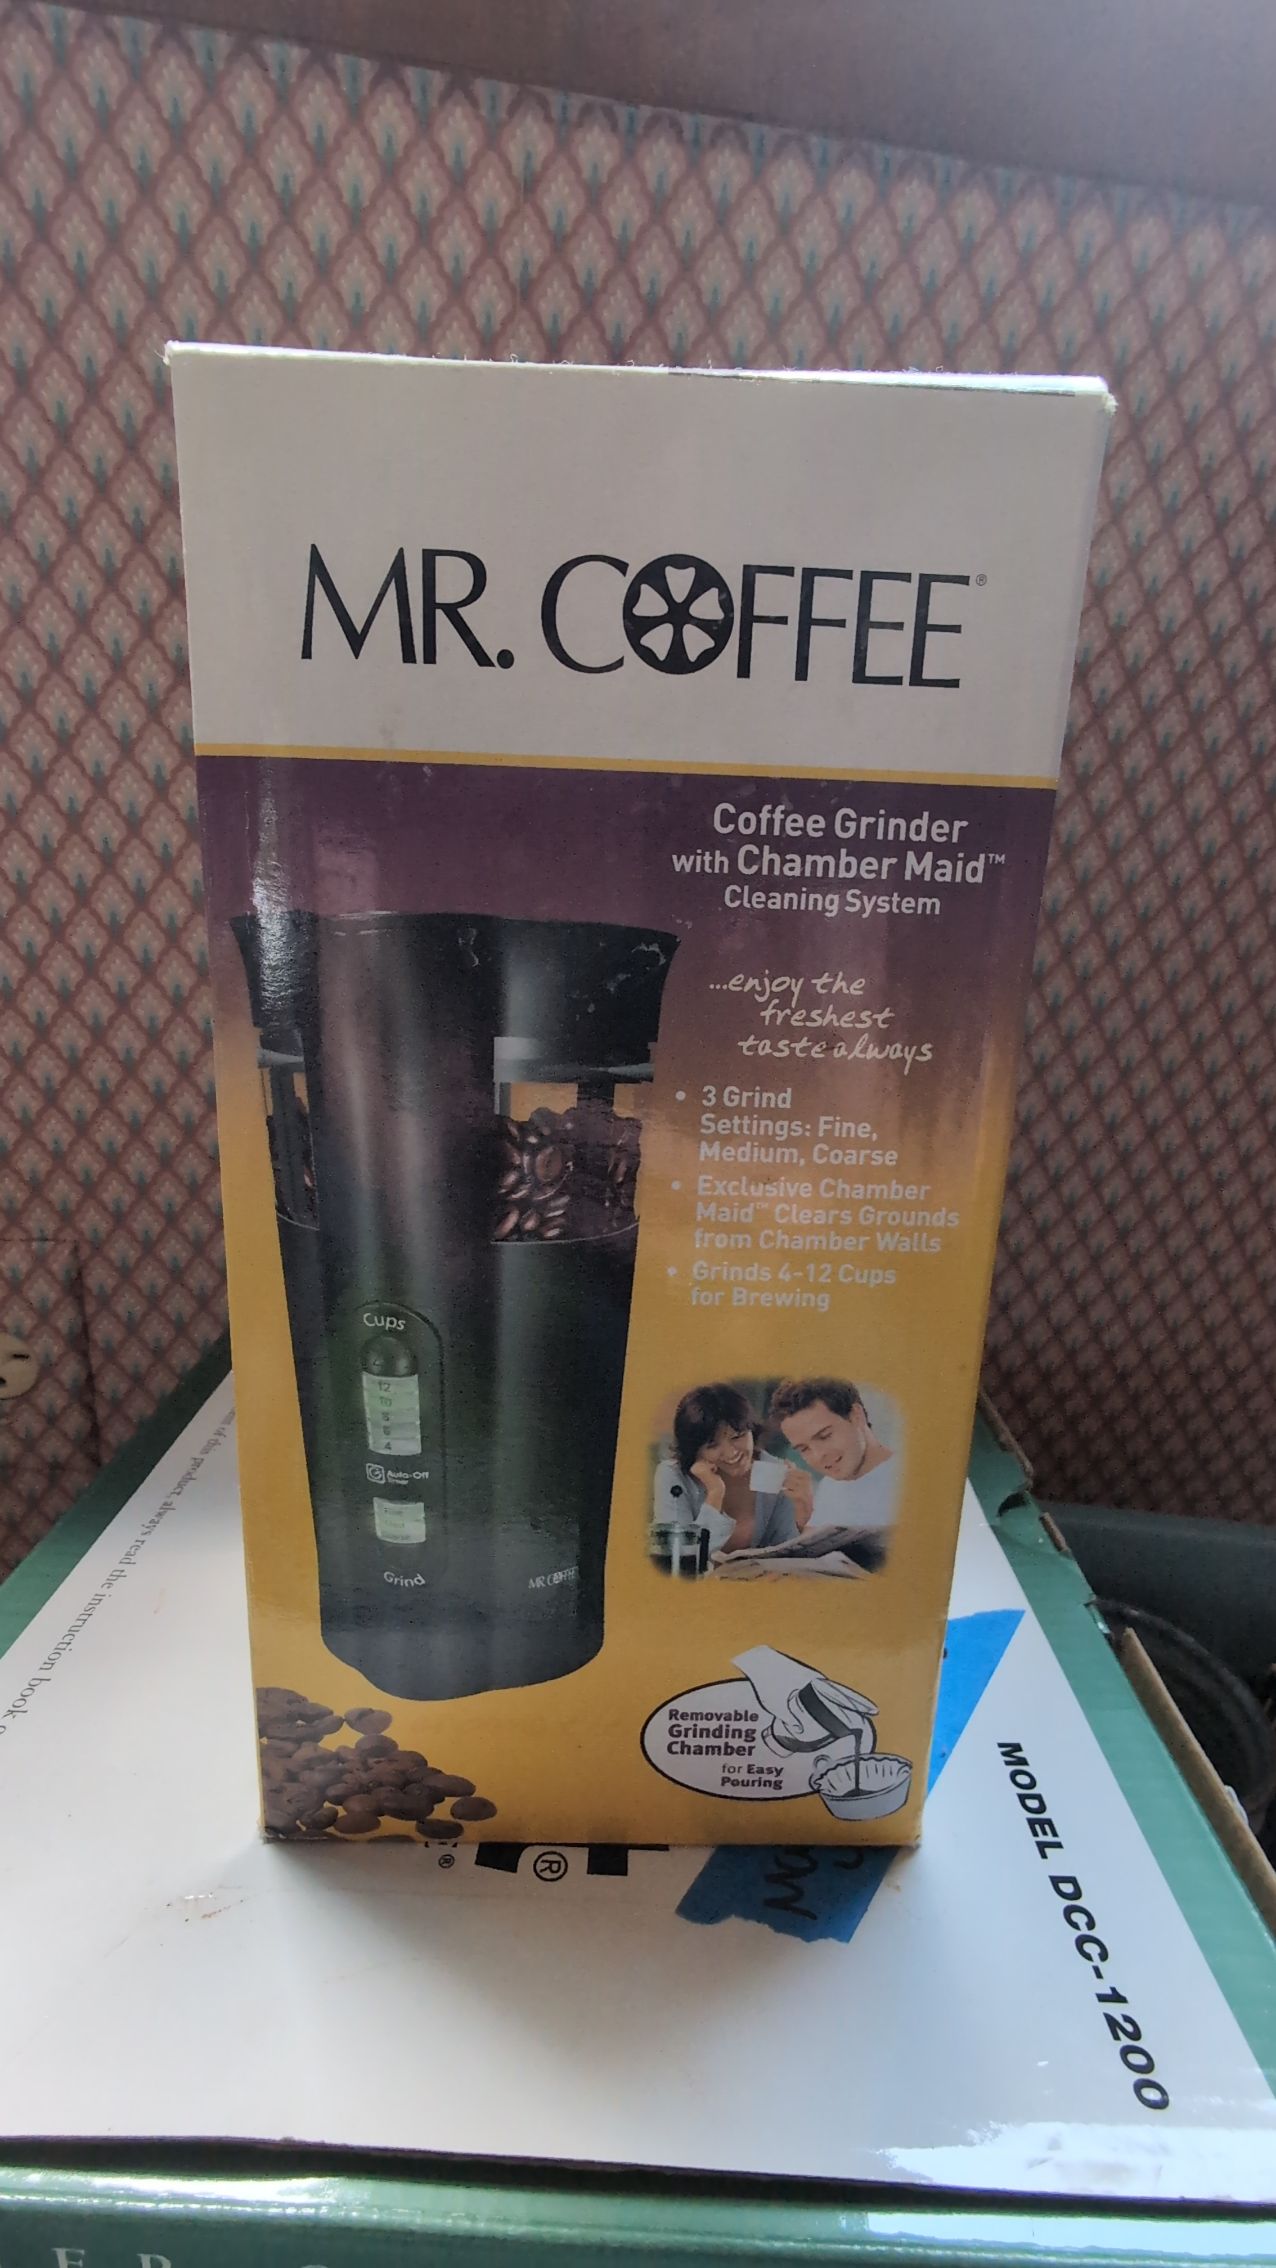 MR. COFFEE®
Coffee Grinder
with Chamber Maid™
Cleaning System
...enjoy the
freshest
taste always
• 3 Grind
Settings: Fine,
Medium, Coarse
• Exclusive Chamber
Maid™ Clears Grounds
from Chamber Walls
• Grinds 4-12 Cups
for Brewing
Cups
12
10
8
6
4
Auto-Off
Grind
MR. COFFEE
Removable
Grinding
Chamber
for Easy
Pouring
of this product, always read the instruction book
®
®
MODEL DCC-1200